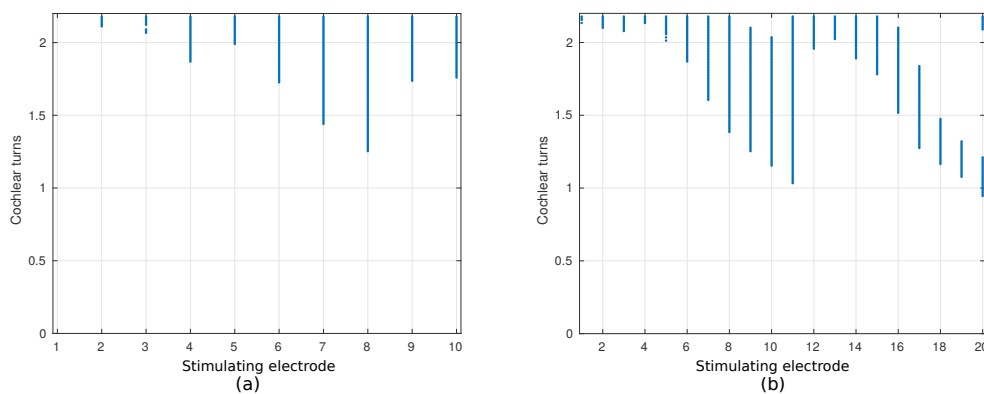 2
1.5
1
0.5
0
Cochlear turns
1 2 3 4 5 6 7 8 9 10
Stimulating electrode
(a)
2
1.5
1
0.5
0
Cochlear turns
2 4 6 8 10 12 14 16 18 20
Stimulating electrode
(b)